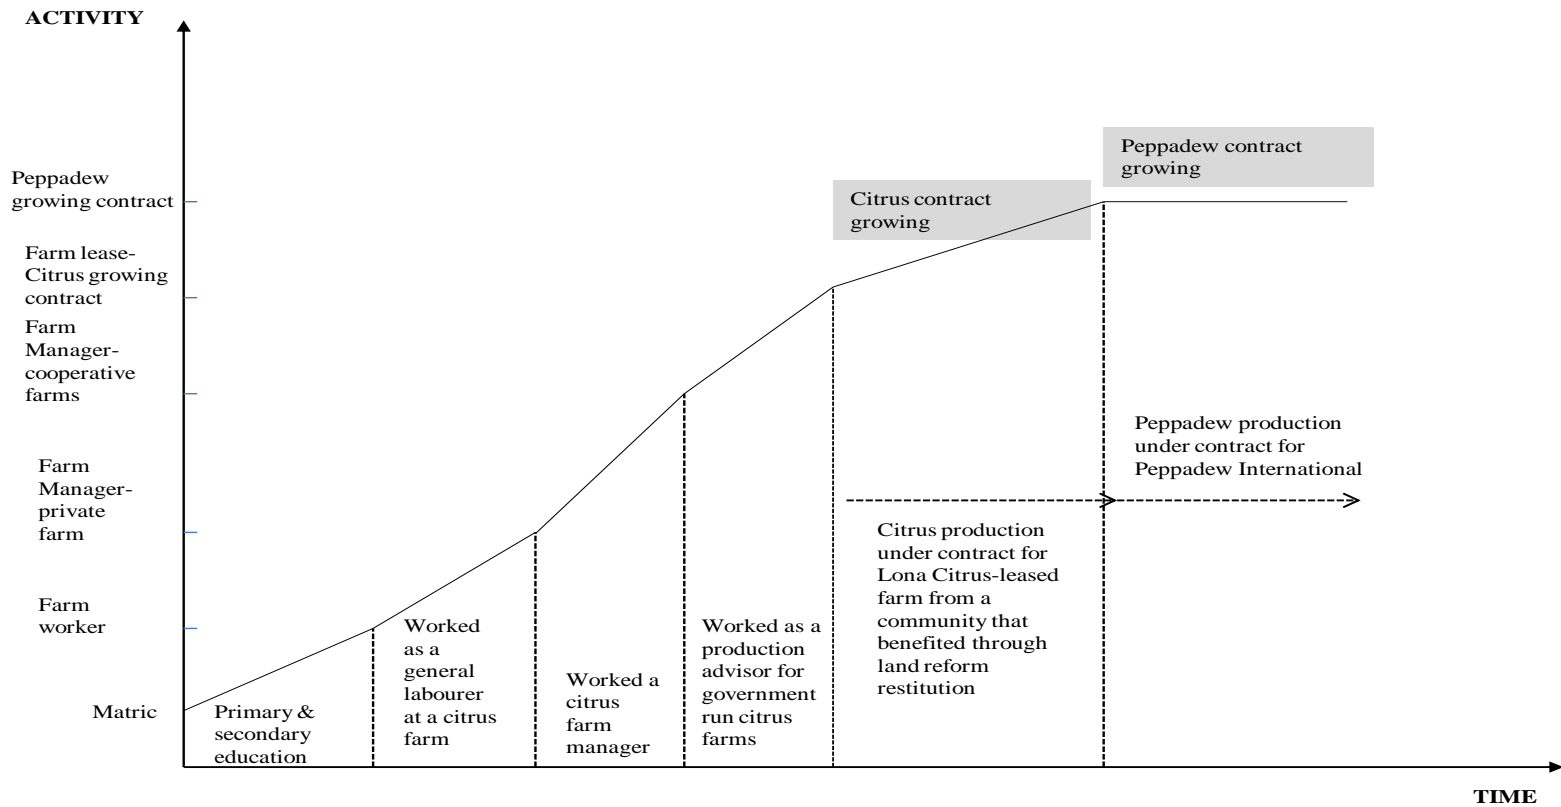 ACTIVITY
Peppadew
growing contract
Farm lease-
Citrus growing
contract
Farm
Manager-
cooperative
farms
Farm
Manager-
private
farm
Farm
worker
Matric
Primary &
secondary
education
Worked
as a
general
labourer
at a citrus
farm
Worked a
citrus
farm
manager
Worked as a
production
advisor for
government
run citrus
farms
Citrus contract
growing
Citrus production
under contract for
Lona Citrus-leased
farm from a
community that
benefited through
land reform
restitution
Peppadew contract
growing
Peppadew production
under contract for
Peppadew International
TIME